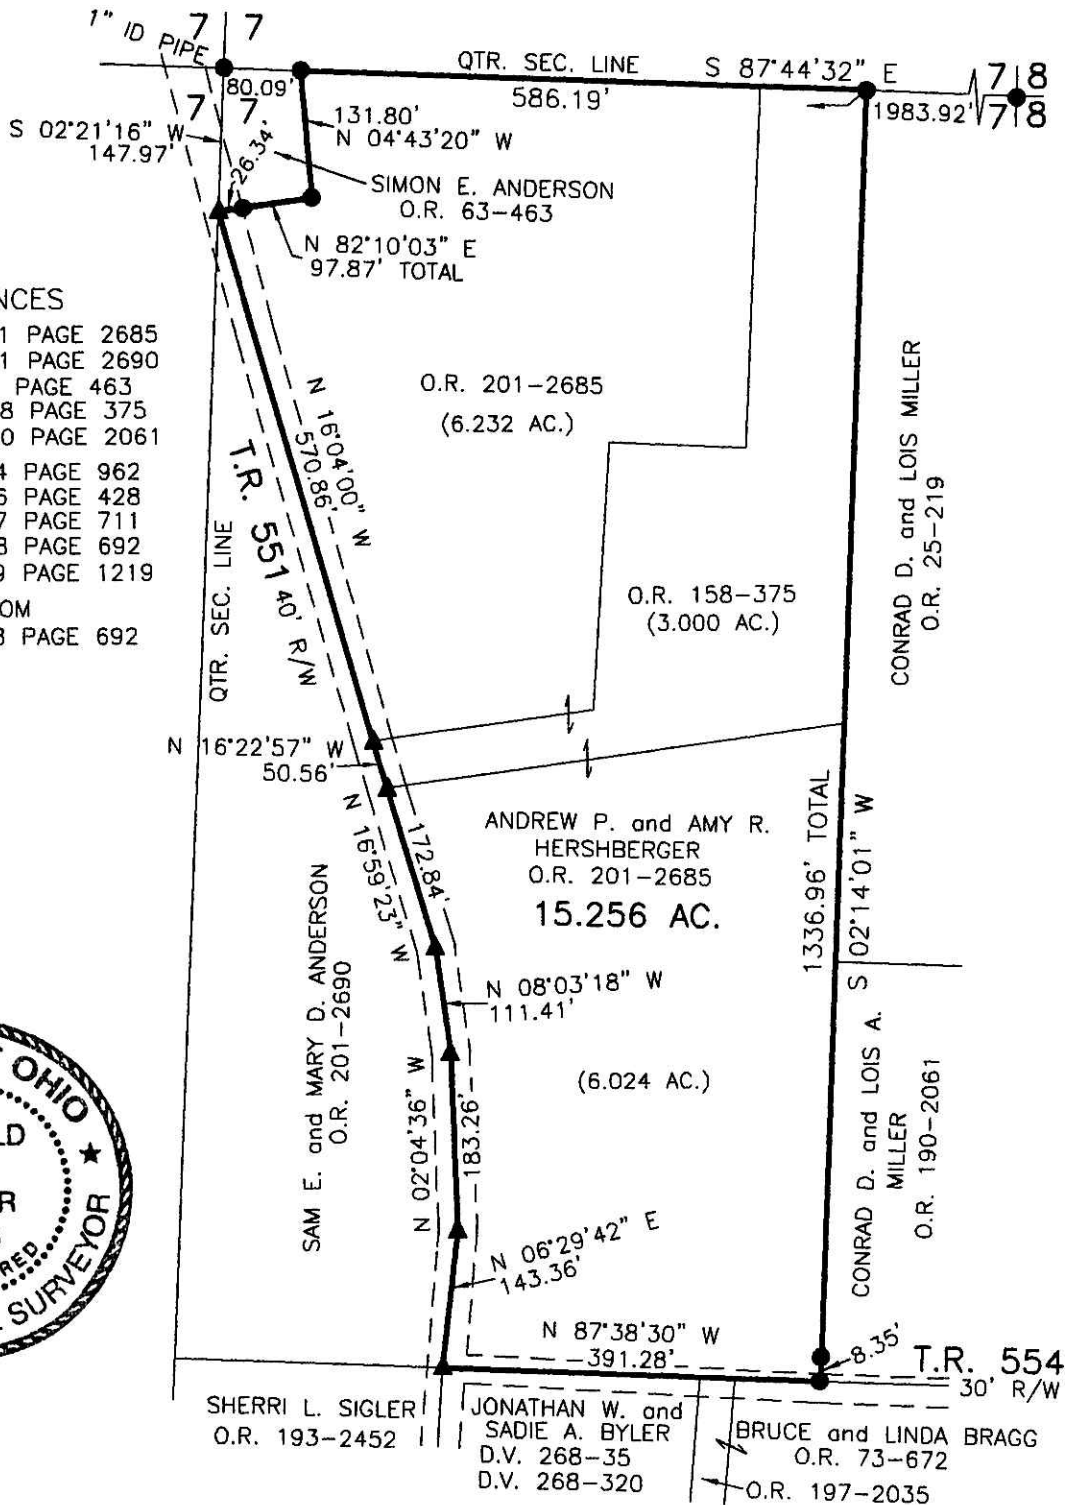 1" ID PIPE
7 7
7 7
80.09'
QTR. SEC. LINE
S 87°44'32" E
586.19'
1983.92'
7 8
7 8
S 02°21'16" W
147.97'
131.80'
N 04°43'20" W
26.34'
SIMON E. ANDERSON
O.R. 63-463
N 82°10'03" E
97.87' TOTAL
NCES
1 PAGE 2685
1 PAGE 2690
PAGE 463
8 PAGE 375
0 PAGE 2061
4 PAGE 962
6 PAGE 428
7 PAGE 711
8 PAGE 692
9 PAGE 1219
OM
8 PAGE 692
O.R. 201-2685
(6.232 AC.)
N 16°04'00" W
570.86'
T.R. 551
40' R/W
QTR. SEC. LINE
O.R. 158-375
(3.000 AC.)
CONRAD D. and LOIS MILLER
O.R. 25-219
N 16°22'57" W
50.56'
N 16°59'23" W
172.84'
ANDREW P. and AMY R.
HERSHBERGER
O.R. 201-2685
15.256 AC.
1336.96' TOTAL
S 02°14'01" W
SAM E. and MARY D. ANDERSON
O.R. 201-2690
N 08°03'18" W
111.41'
(6.024 AC.)
N 02°04'36" W
183.26'
CONRAD D. and LOIS A.
MILLER
O.R. 190-2061
N 06°29'42" E
143.36'
N 87°38'30" W
391.28'
8.35'
T.R. 554
30' R/W
SHERRI L. SIGLER
O.R. 193-2452
JONATHAN W. and
SADIE A. BYLER
D.V. 268-35
D.V. 268-320
BRUCE and LINDA BRAGG
O.R. 73-672
O.R. 197-2035
OHIO
LD
R
RED
SURVEYOR